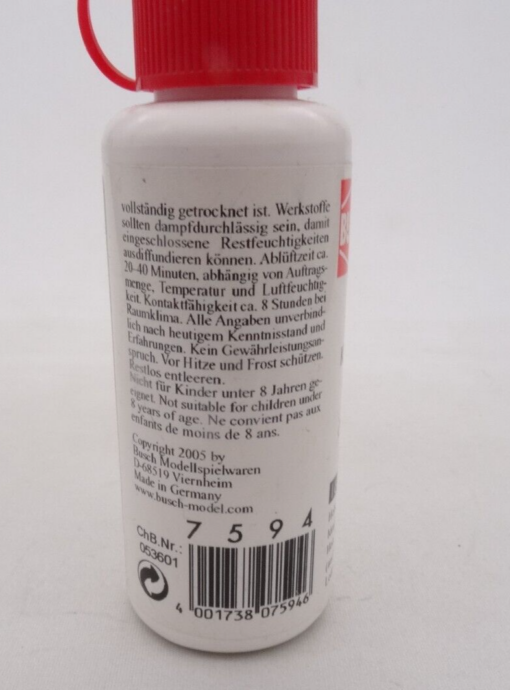 vollständig getrocknet ist. Werkstoffe
sollten dampfdurchlässig sein, damit
eingeschlossene Restfeuchtigkeiten
ausdiffundieren können. Ablüftzeit ca.
20-40 Minuten, abhängig von Auftrags-
menge, Temperatur und Luftfeuchtig-
keit. Kontaktfähigkeit ca. 8 Stunden bei
Raumklima. Alle Angaben unverbind-
lich nach heutigem Kenntnisstand und
Erfahrungen. Kein Gewährleistungsan-
spruch. Vor Hitze und Frost schützen.
Restlos entleeren.
Nicht für Kinder unter 8 Jahren ge-
eignet. Not suitable for children under
8 years of age. Ne convient pas aux
enfants de moins de 8 ans.
Copyright 2005 by
Busch Modellspielwaren
D-68519 Viernheim
Made in Germany
www.busch-model.com
7594
ChB.Nr.:
053601
4 001738 075946